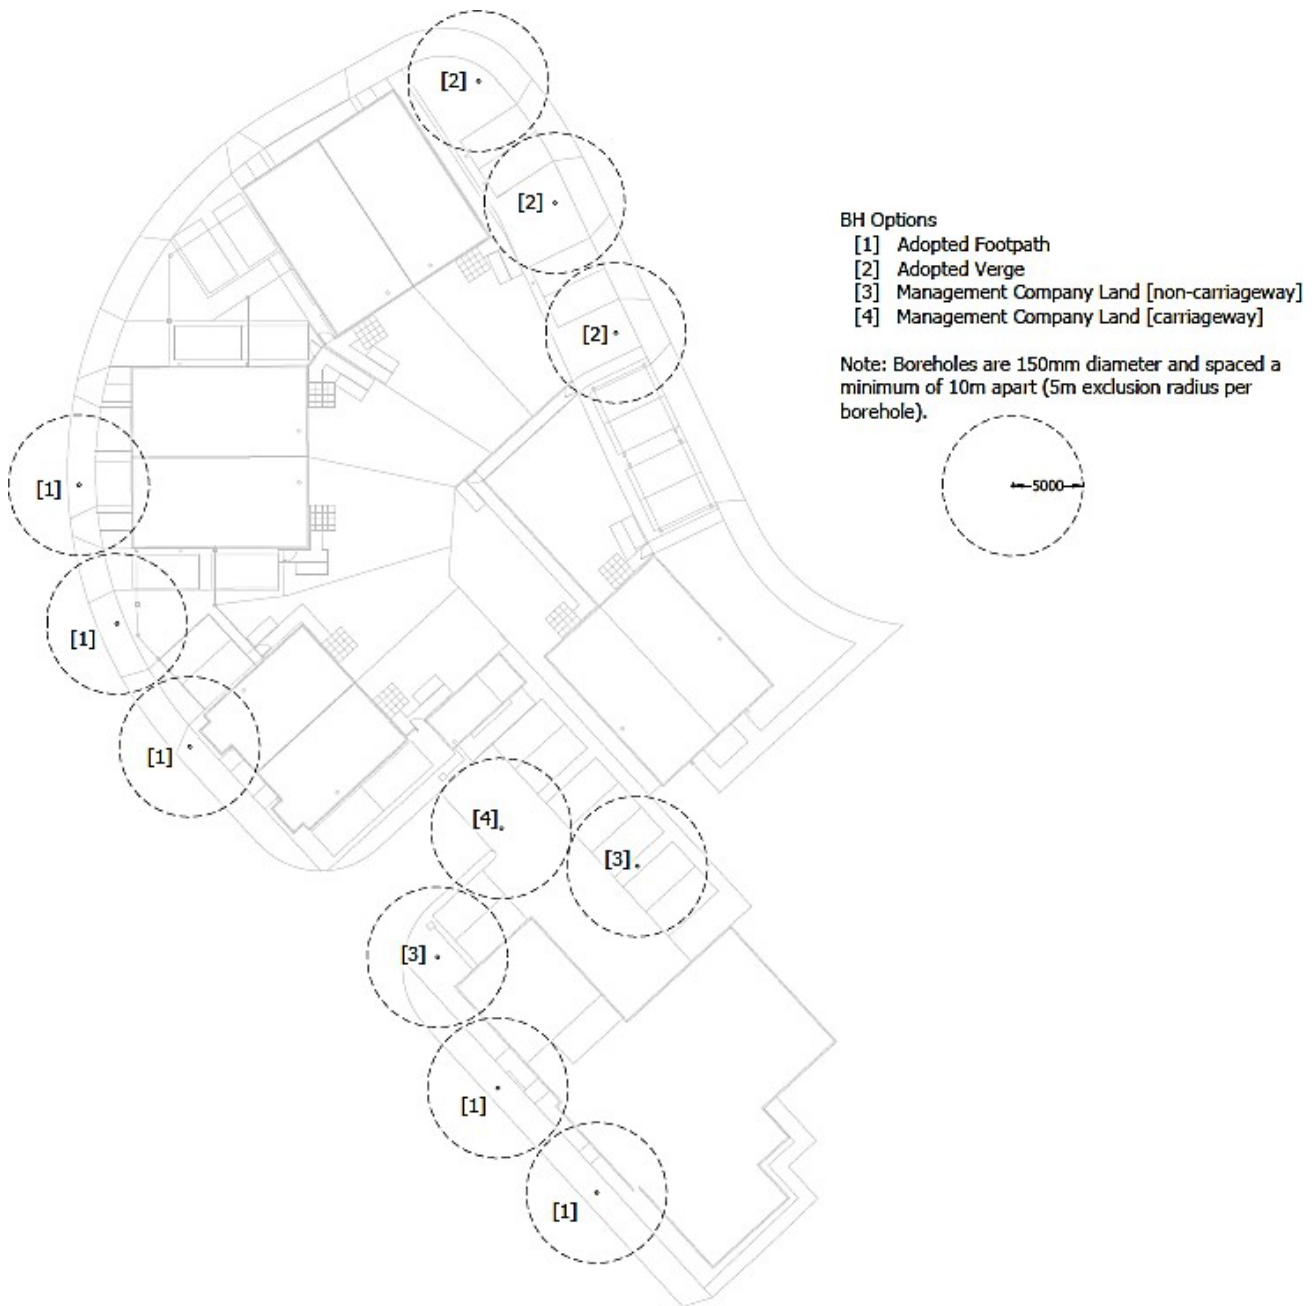 [2]
[2]
BH Options
[1] Adopted Footpath
[2] Adopted Verge
[3] Management Company Land [non-carriageway]
[4] Management Company Land [carriageway]
[2]
Note: Boreholes are 150mm diameter and spaced a
minimum of 10m apart (5m exclusion radius per
borehole).
5000
[1]
[1]
[1]
[4]
[3]
[3]
[1]
[1]